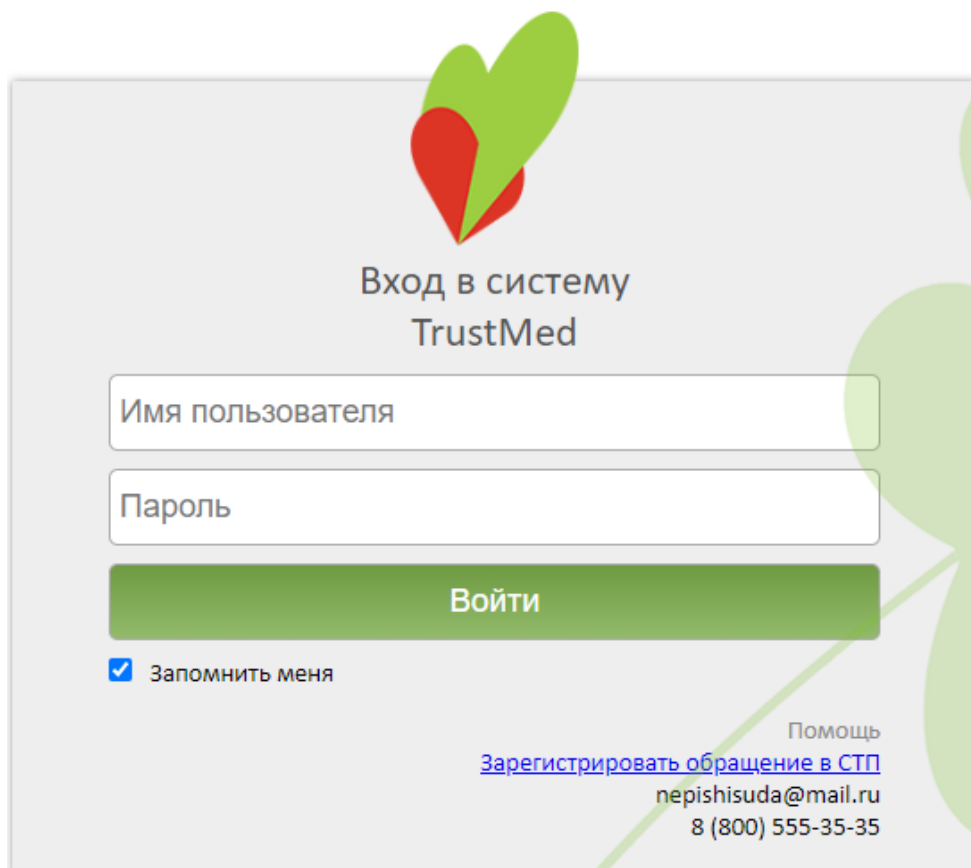 Вход в систему
TrustMed
Имя пользователя
Пароль
Войти
Запомнить меня
Помощь
Зарегистрировать обращение в СТП
nepishisuda@mail.ru
8 (800) 555-35-35